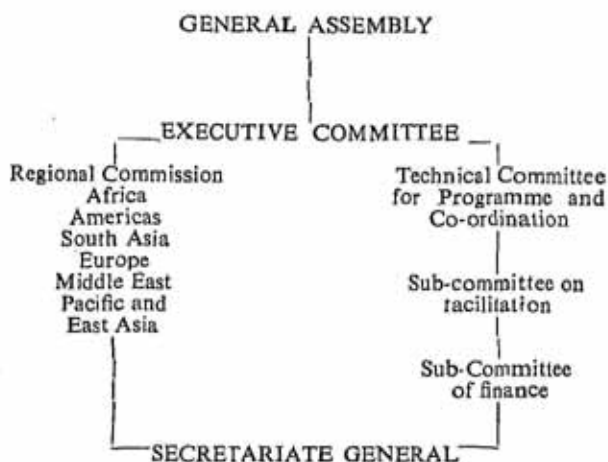 GENERAL ASSEMBLY
EXECUTIVE COMMITTEE
Regional Commission
Africa
Americas
South Asia
Europe
Middle East
Pacific and
East Asia
Technical Committee
for Programme and
Co-ordination
Sub-committee on
facilitation
Sub-Committee
of finance
SECRETARIATE GENERAL